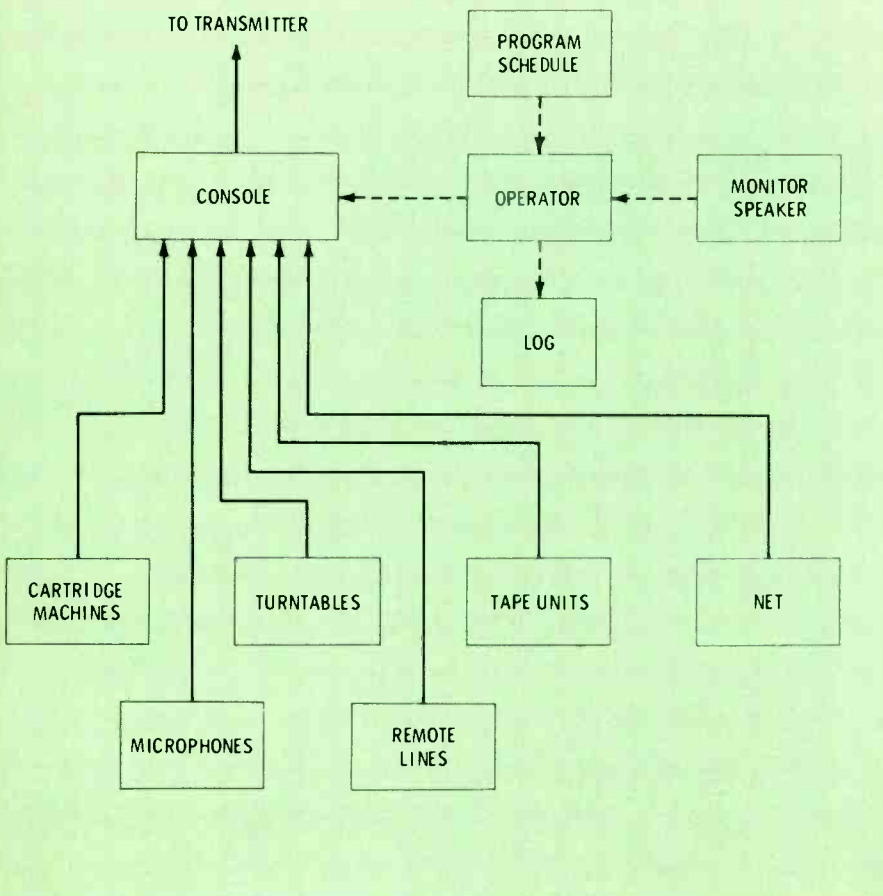 TO TRANSMITTER
PROGRAM
SCHEDULE
CONSOLE
OPERATOR
MONITOR
SPEAKER
LOG
CARTRIDGE
MACHINES
TURNTABLES
TAPE UNITS
NET
MICROPHONES
REMOTE
LINES